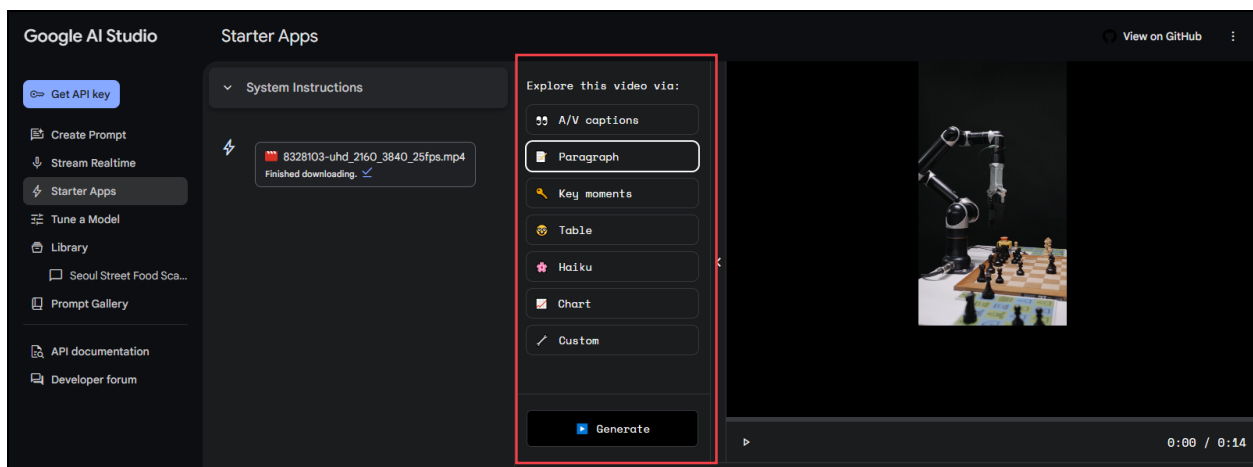 Google AI Studio
Starter Apps
View on GitHub
Get API key
Create Prompt
Stream Realtime
Starter Apps
Tune a Model
Library
Seoul Street Food Sca...
Prompt Gallery
API documentation
Developer forum
System Instructions
8328103-uhd_2160_3840_25fps.mp4
Finished downloading.
Explore this video via:
A/V captions
Paragraph
Key moments
Table
Haiku
Chart
Custom
Generate
0:00 / 0:14